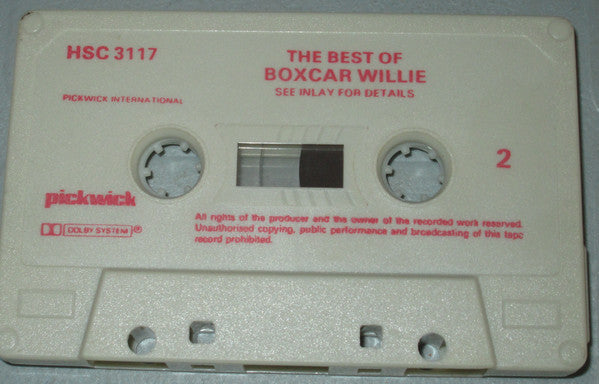 HSC 3117
THE BEST OF
BOXCAR WILLIE
SEE INLAY FOR DETAILS
PICKWICK INTERNATIONAL
2
pickwick
DOLBY SYSTEM ®
All rights of the producer and the owner of the recorded work reserved.
Unauthorised copying, public performance and broadcasting of this tape
record prohibited.